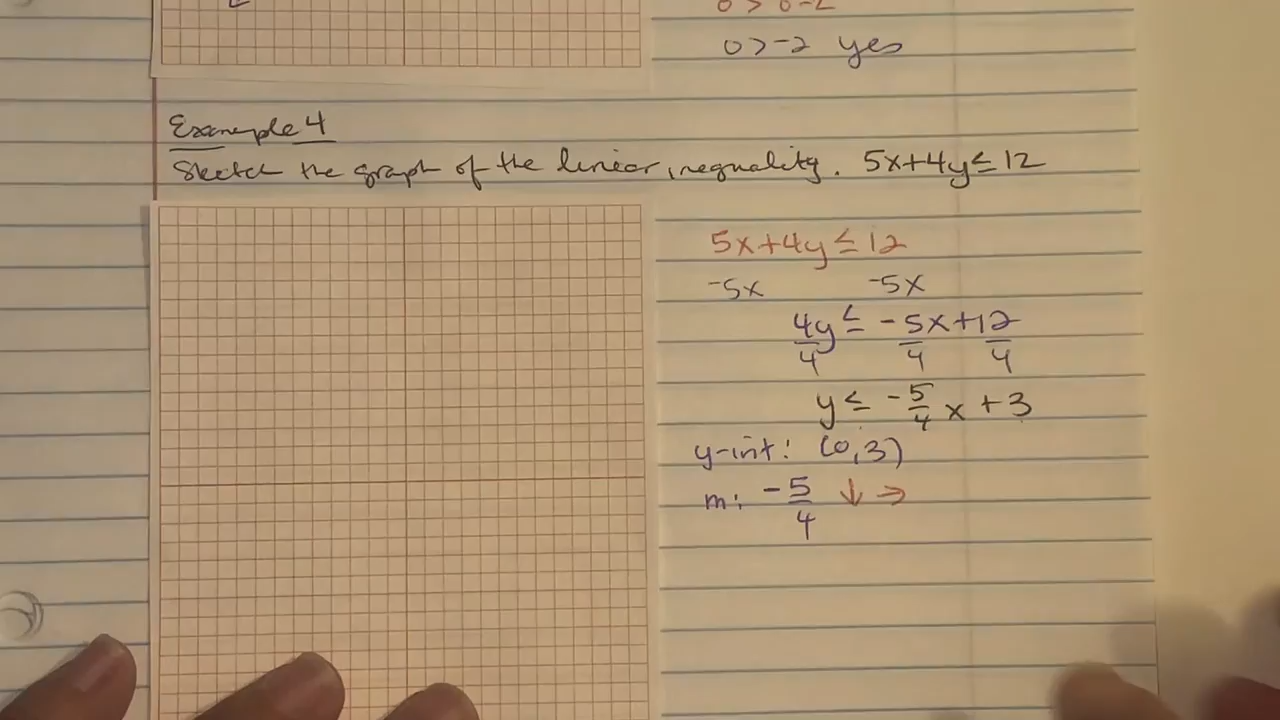 0 > 0-2
0 > -2 yes
Example 4
Sketch the graph of the linear inequality. 5x+4y ≤ 12
5x+4y ≤ 12
-5x -5x
4y ≤ -5x+12
4 4 4
y ≤ -5/4 x + 3
y-int: (0,3)
m: -5/4 ↓ →